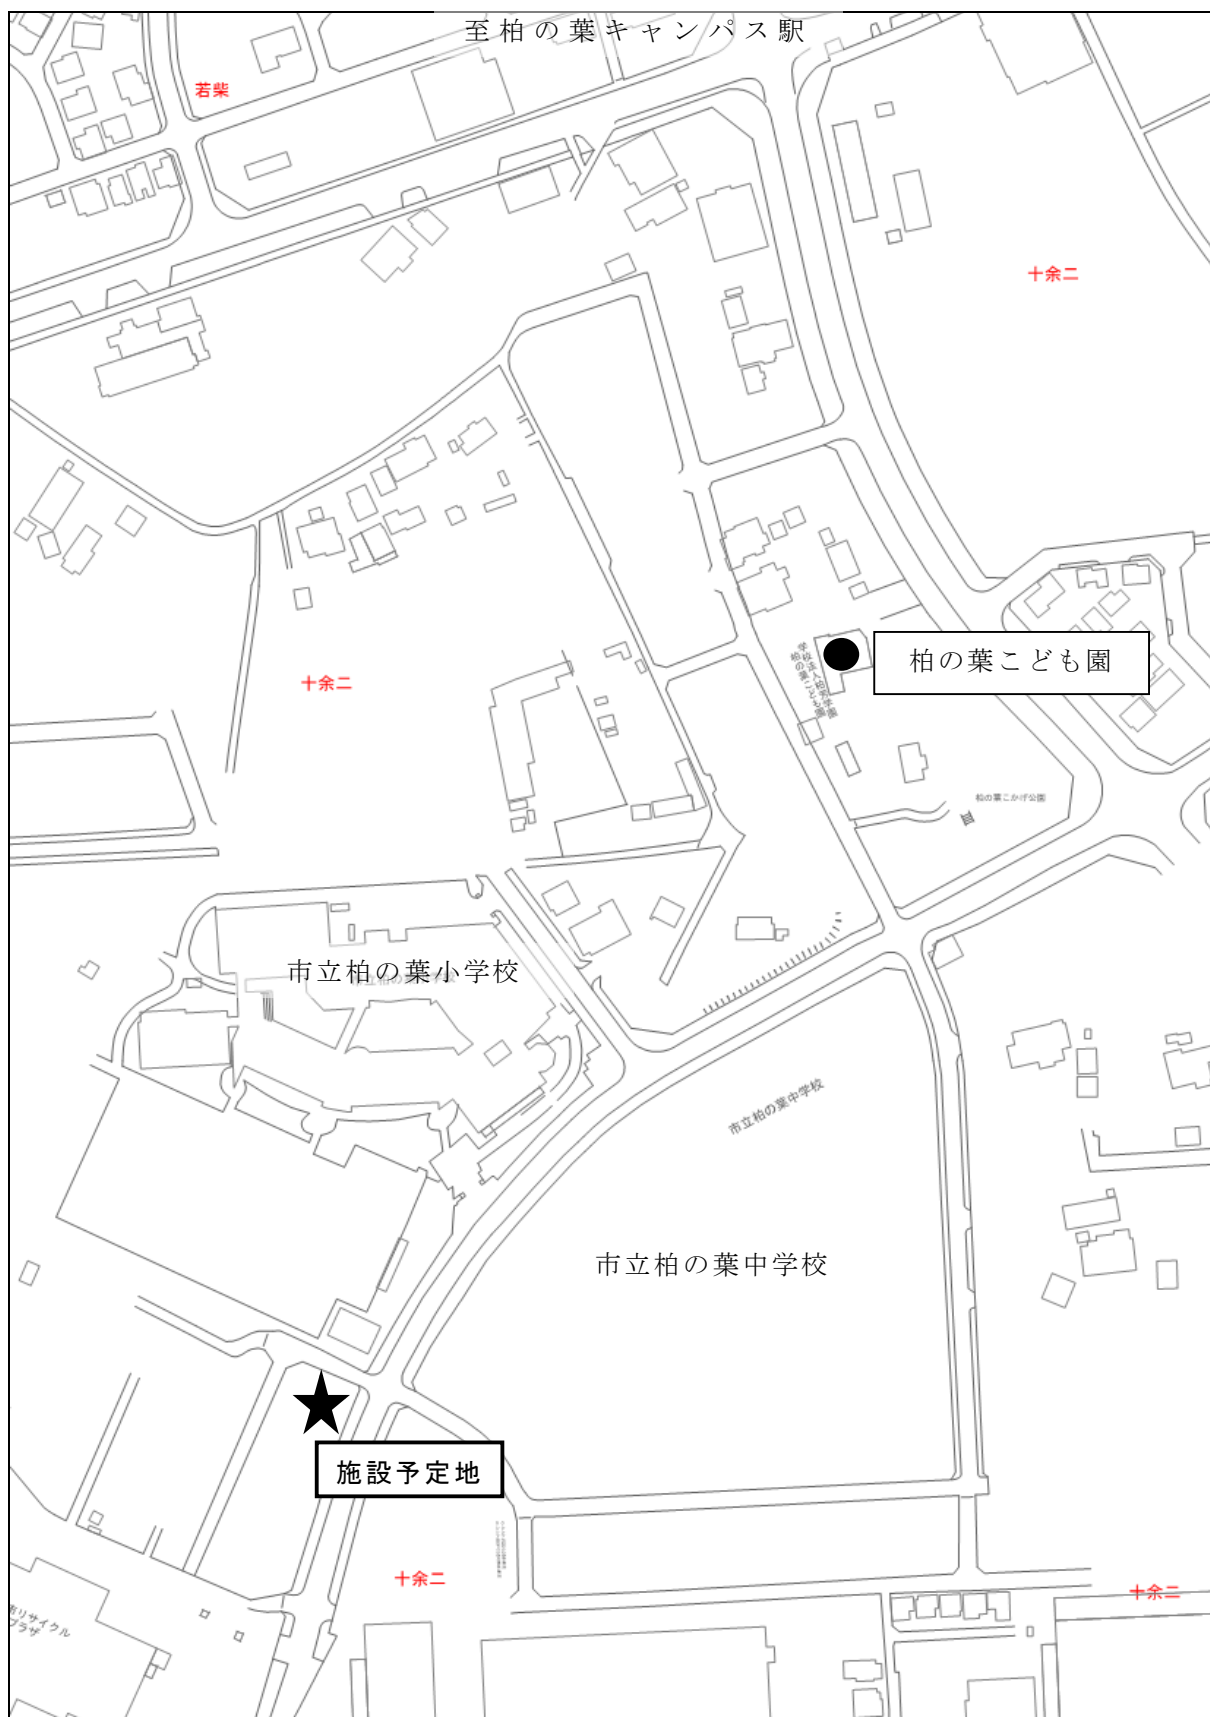 至柏の葉キャンパス駅
若柴
十余二
柏の葉こども園
学校法人柏芳学園
柏の葉こども園
十余二
柏の葉こかげ公園
市立柏の葉小学校
市立柏の葉中学校
市立柏の葉中学校
施設予定地
十余二
十余二
リサイクル
プラザ